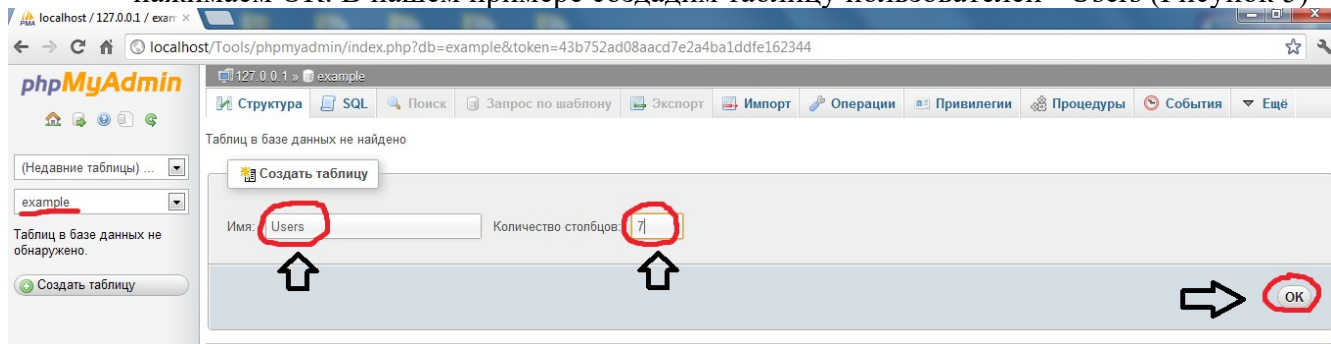 нажимаем ОК. В нашем примере создадим таблицу пользователей
Users (Рисунок 3)
localhost / 127.0.0.1 / exam
localhost/Tools/phpmyadmin/index.php?db=example&token=43b752ad08aacd7e2a4ba1ddfe162344
phpMyAdmin
127.0.0.1 » example
Структура SQL Поиск Запрос по шаблону Экспорт Импорт Операции Привилегии Процедуры События Ещё
Таблиц в базе данных не найдено
(Недавние таблицы) ...
Создать таблицу
example
Имя: Users Количество столбцов: 7
Таблиц в базе данных не
обнаружено.
Создать таблицу
OK